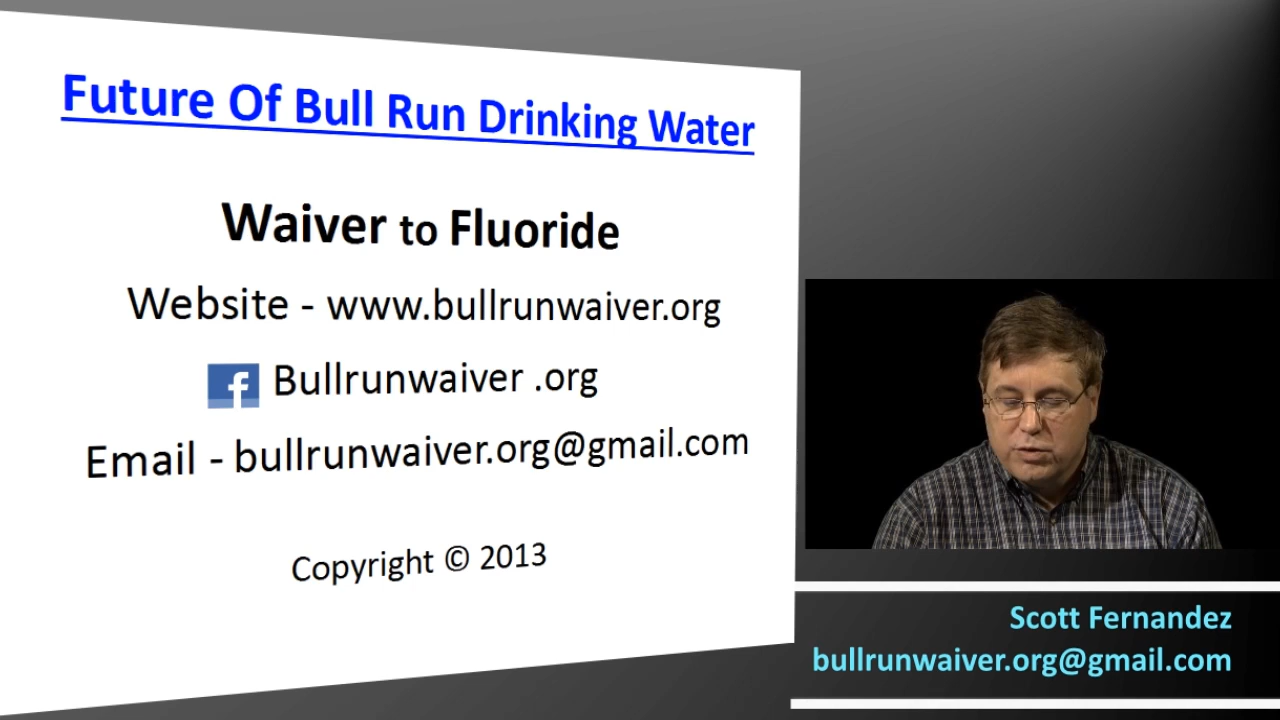 Future Of Bull Run Drinking Water
Waiver to Fluoride
Website - www.bullrunwaiver.org
f Bullrunwaiver .org
Email - bullrunwaiver.org@gmail.com
Copyright © 2013
Scott Fernandez
bullrunwaiver.org@gmail.com